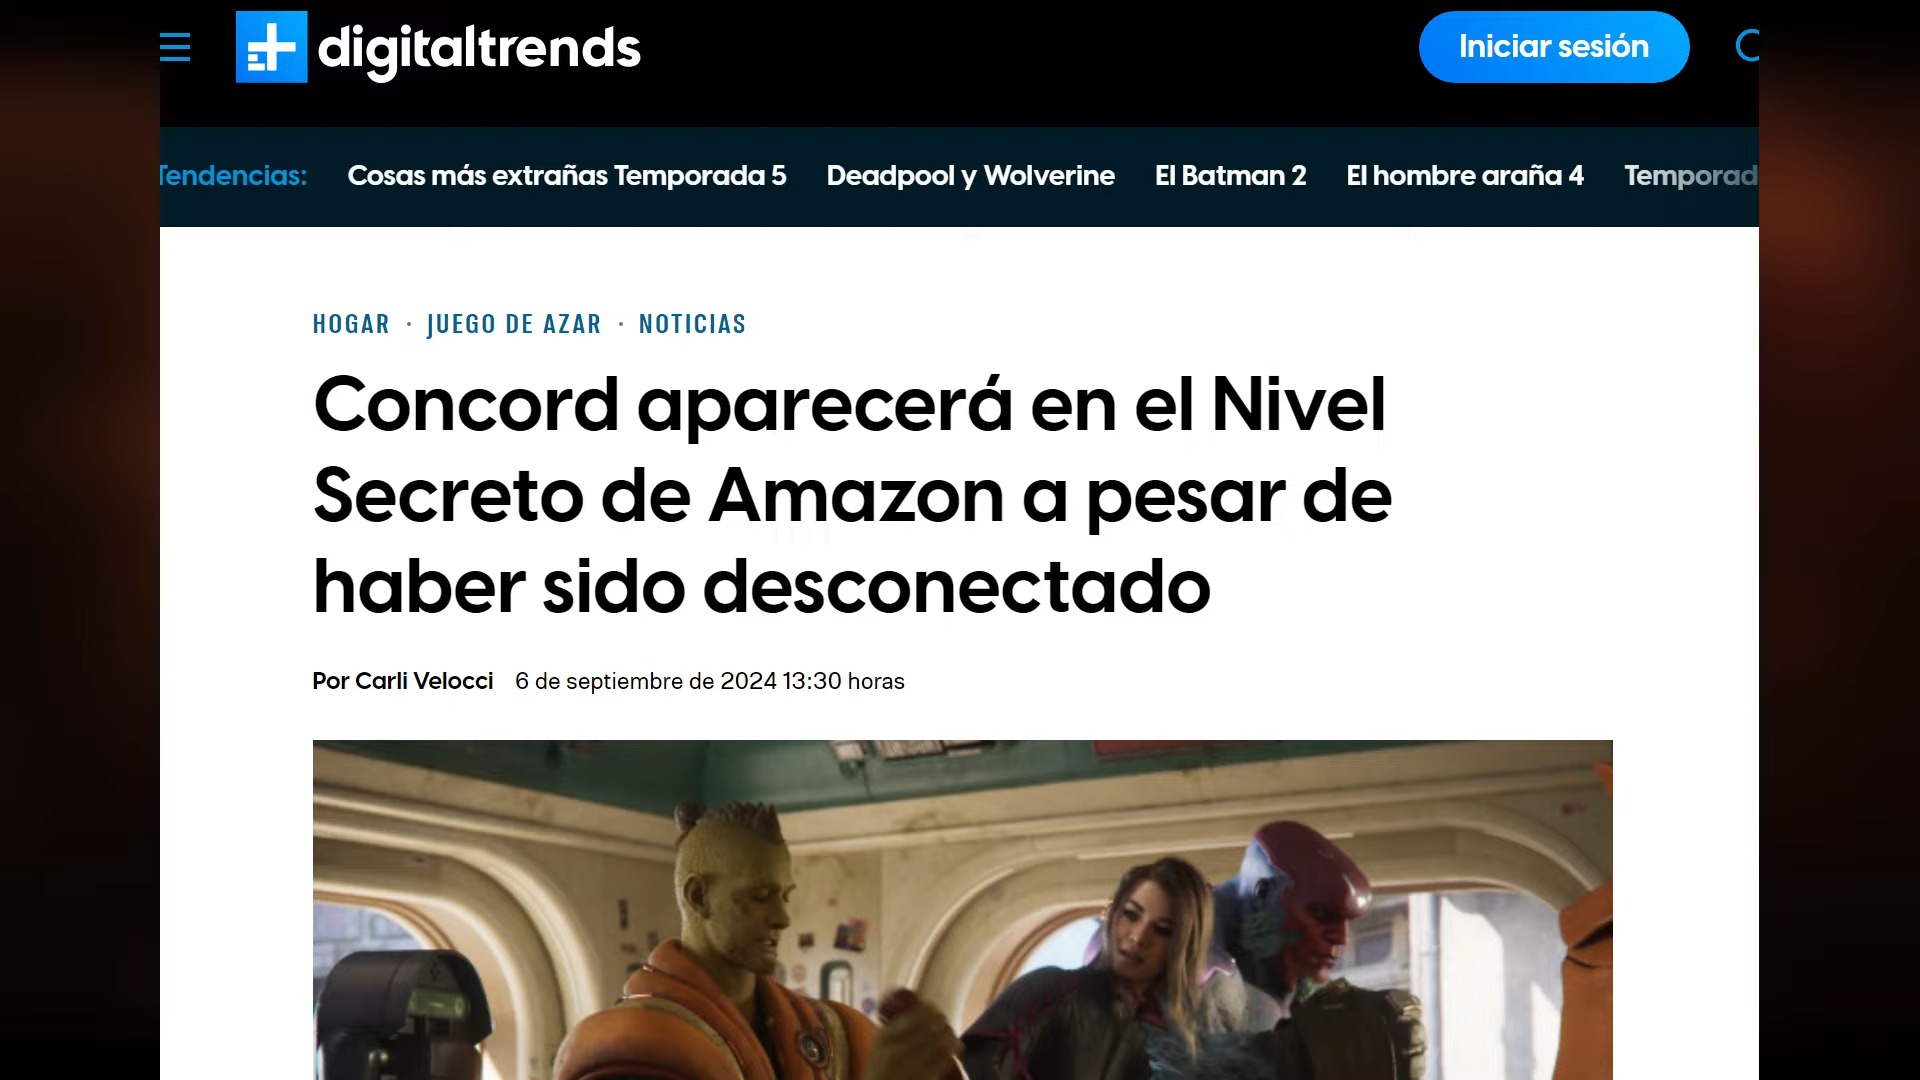 digitaltrends
Iniciar sesión
Tendencias: Cosas más extrañas Temporada 5 Deadpool y Wolverine El Batman 2 El hombre araña 4 Temporad
HOGAR · JUEGO DE AZAR · NOTICIAS
Concord aparecerá en el Nivel
Secreto de Amazon a pesar de
haber sido desconectado
Por Carli Velocci 6 de septiembre de 2024 13:30 horas